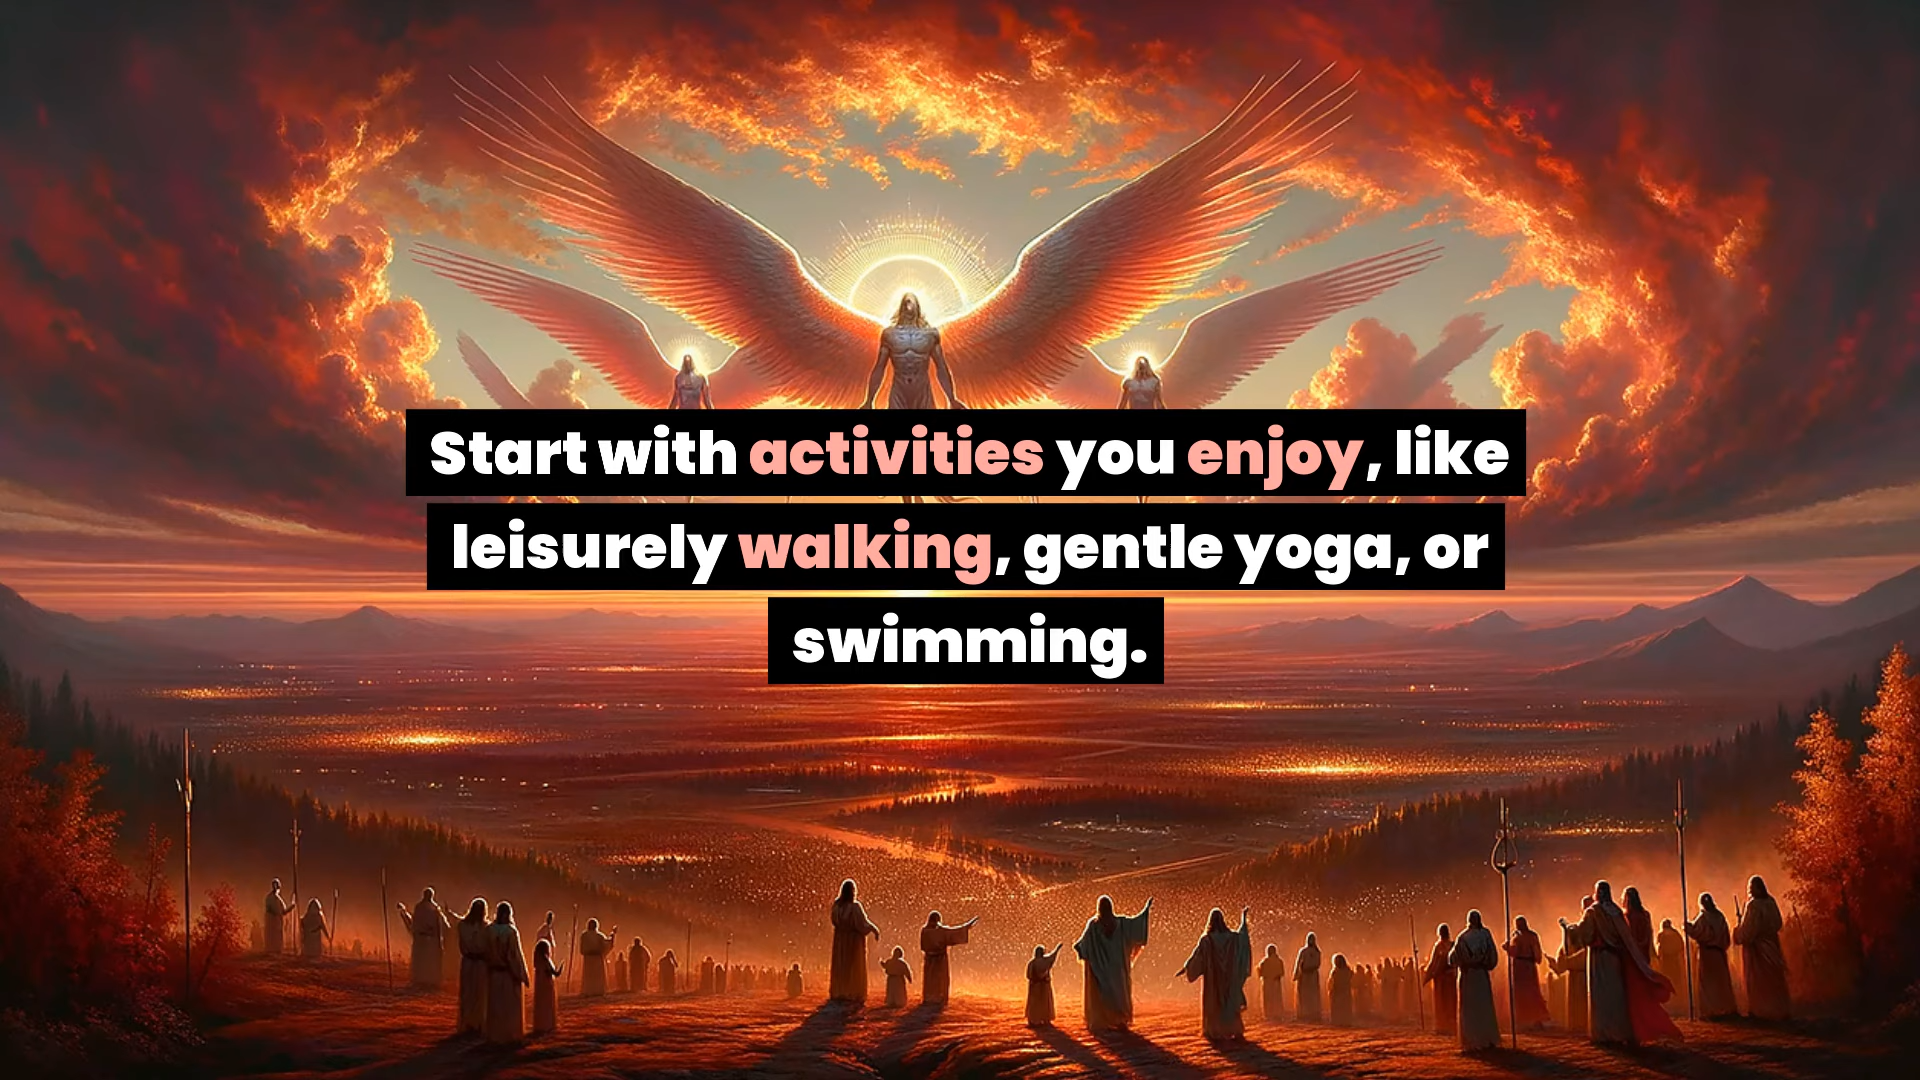 Start with activities you enjoy, like
leisurely walking, gentle yoga, or
swimming.